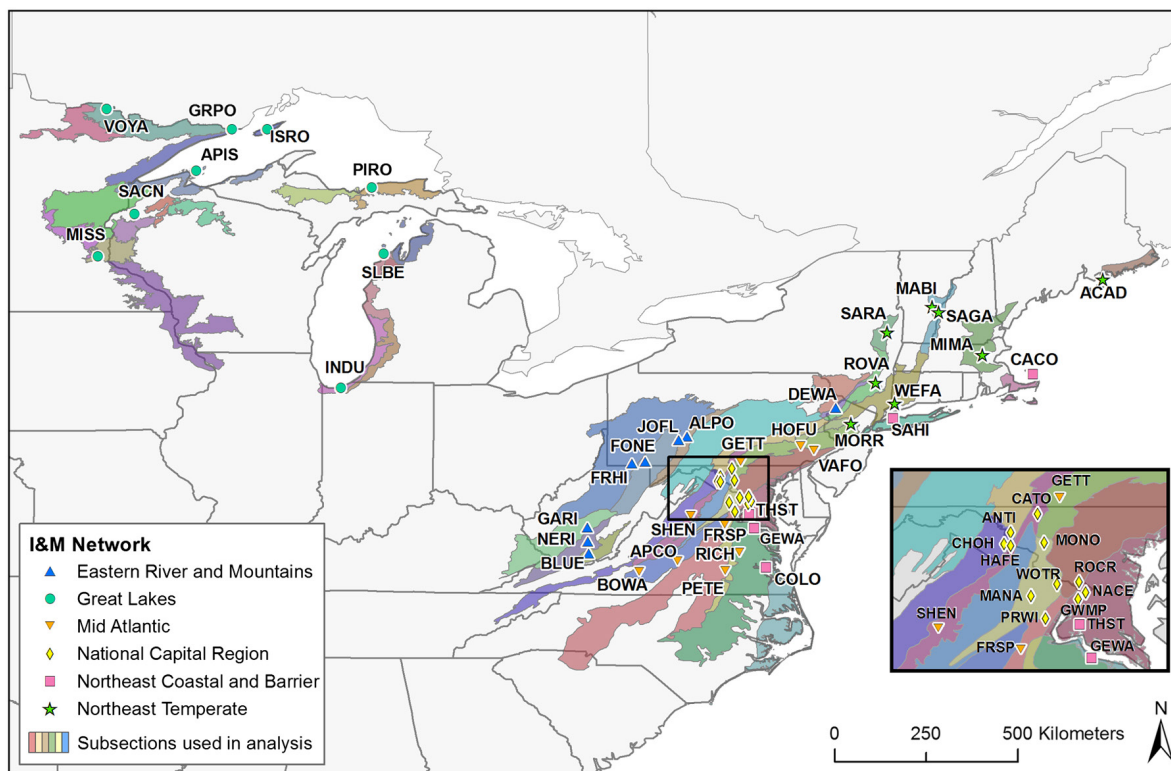 VOYA
GRPO
ISRO
APIS
PIRO
SACN
MISS
SLBE
INDU
MABI
SAGA
ACAD
SARA
MIMA
CACO
ROVA
WEFA
DEWA
SAHI
MORR
JOFL
ALPO
HOFU
GETT
VAFO
FONE
FRHI
GARI
NERI
BLUE
SHEN
THST
FRSP
GEWA
APCO
RICH
BOWA
PETE
COLO
GETT
CATO
ANTI
CHOH
MONO
HAFE
WOTR
ROCR
MANA
NACE
GWMP
SHEN
PRWI
THST
FRSP
GEWA
I&M Network
Eastern River and Mountains
Great Lakes
Mid Atlantic
National Capital Region
Northeast Coastal and Barrier
Northeast Temperate
Subsections used in analysis
0 250 500 Kilometers
N